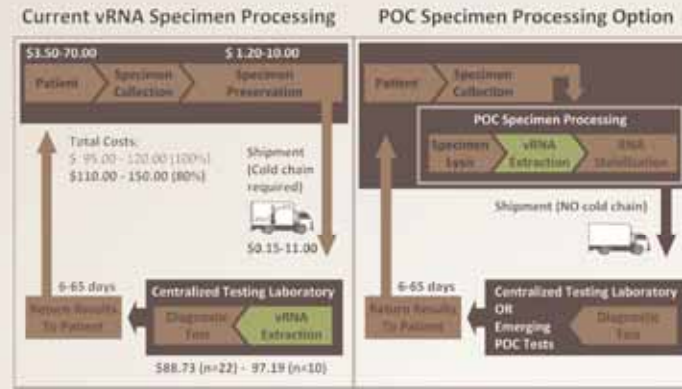 Current vRNA Specimen Processing
$3.50-70.00
$ 1.20-10.00
Patient
Specimen
Collection
Specimen
Preservation
Total Costs:
$ 95.00 - 120.00 (100%)
$110.00 - 150.00 (80%)
Shipment
(Cold chain
required)
$0.15-11.00
6-65 days
Return Results
To Patient
Centralized Testing Laboratory
Diagnostic
Test
vRNA
Extraction
$88.73 (n=22) - 97.19 (n<10)
POC Specimen Processing Option
Patient
Specimen
Collection
POC Specimen Processing
Specimen
Lysis
vRNA
Extraction
RNA
Stabilization
Shipment (NO cold chain)
6-65 days
Return Results
To Patient
Centralized Testing Laboratory
OR
Emerging
POC Tests
Diagnostic
Test